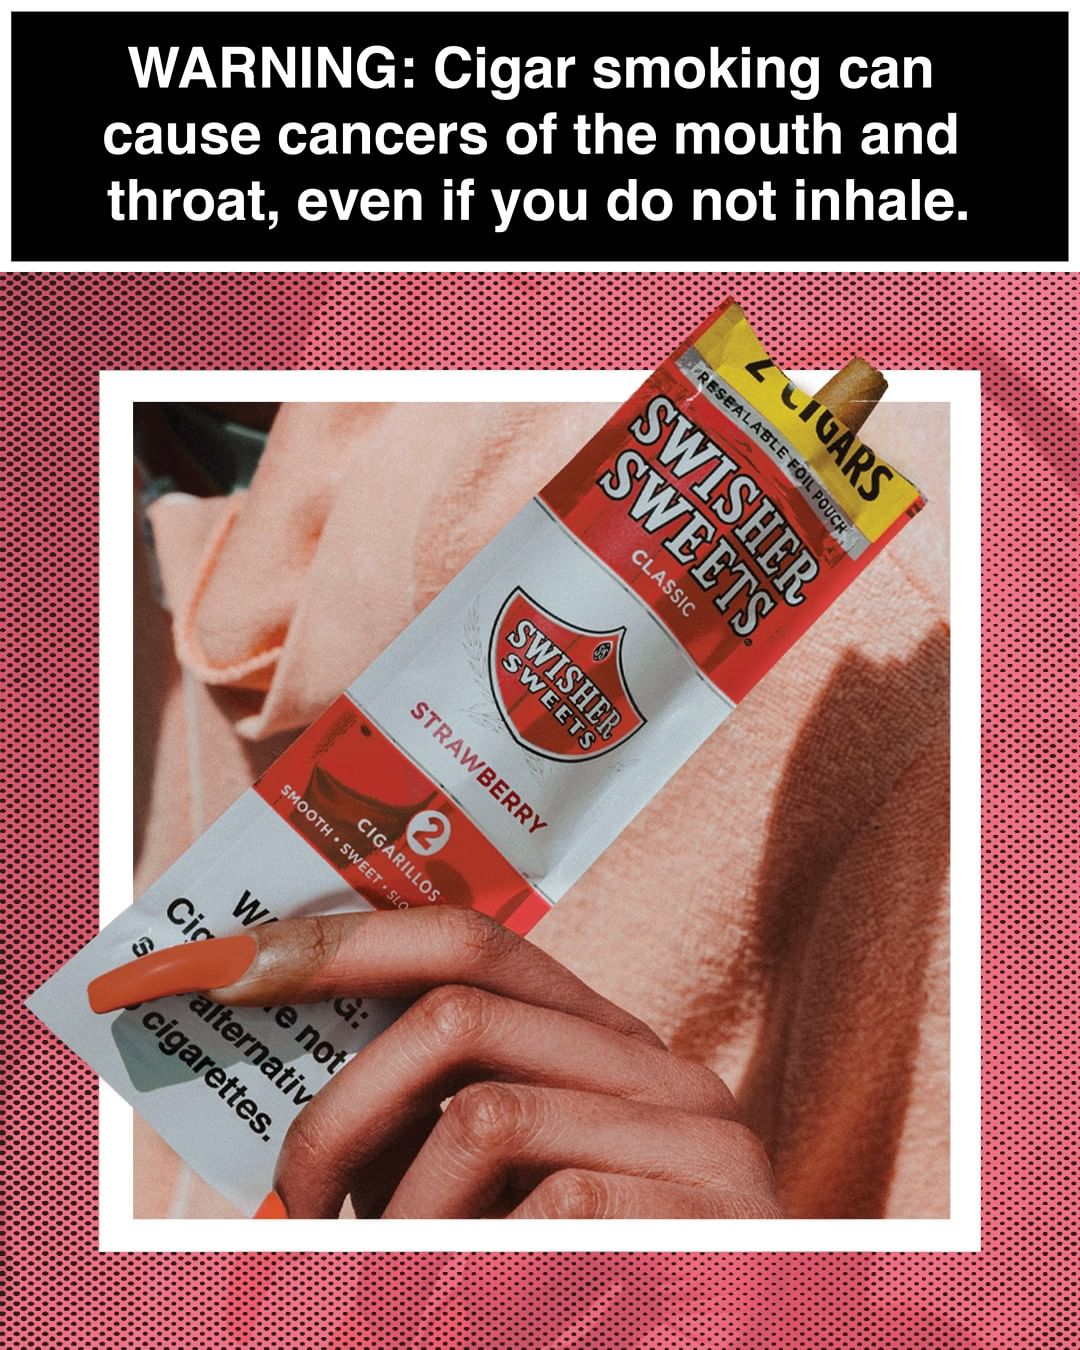 WARNING: Cigar smoking can
cause cancers of the mouth and
throat, even if you do not inhale.
2 CIGARS
RESEALABLE FOIL POUCH
SWISHER
SWEETS
CLASSIC
SWISHER
SWEETS
STRAWBERRY
2
CIGARILLOS
SMOOTH • SWEET •
not
cigarettes.